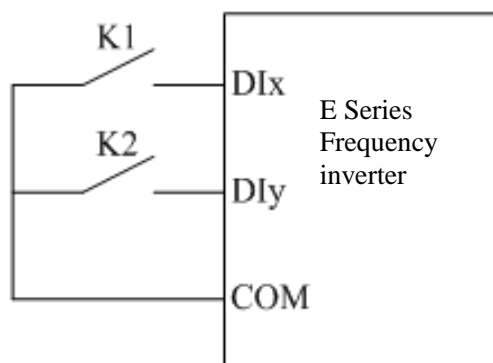 K1
DIx
E Series
Frequency
inverter
K2
DIy
COM